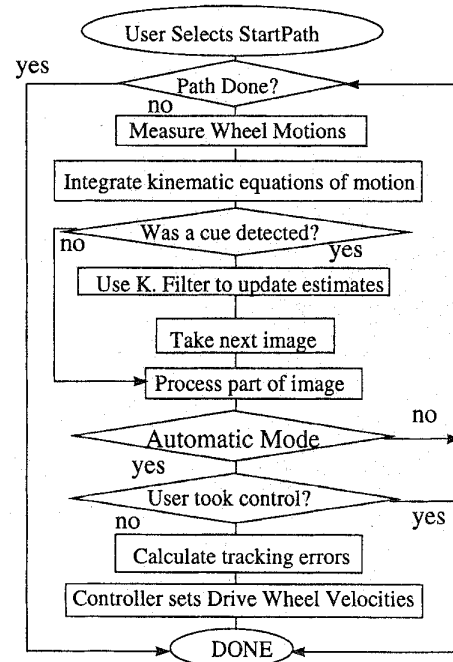 User Selects StartPath
yes
Path Done?
no
Measure Wheel Motions
Integrate kinematic equations of motion
Was a cue detected?
no
yes
Use K. Filter to update estimates
Take next image
Process part of image
no
Automatic Mode
yes
User took control?
yes
no
Calculate tracking errors
Controller sets Drive Wheel Velocities
DONE